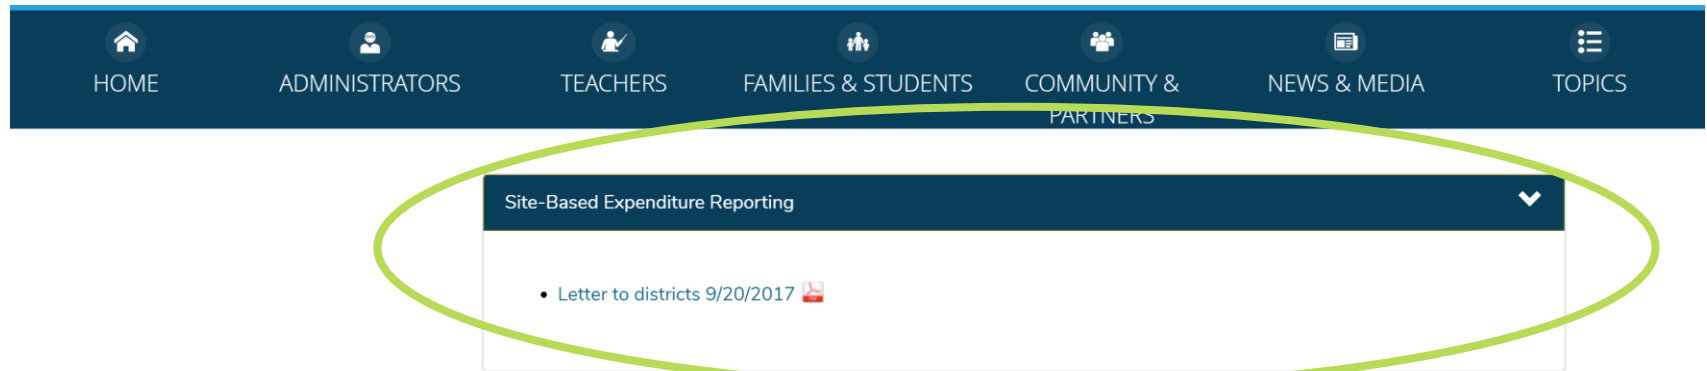 HOME
ADMINISTRATORS
TEACHERS
FAMILIES & STUDENTS
COMMUNITY &
PARTNERS
NEWS & MEDIA
TOPICS
Site-Based Expenditure Reporting
Letter to districts 9/20/2017